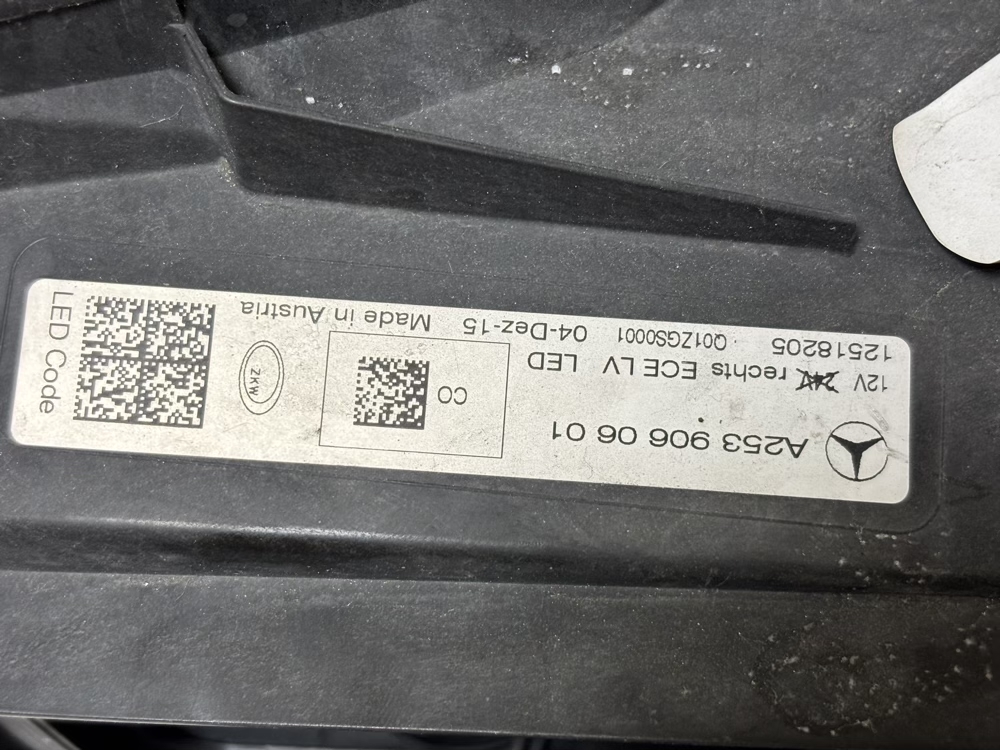 A253 906 06 01
12V 24V rechts ECE LV LED
12518205 Q01ZGS0001 04-Dez-15 Made in Austria
CO
ZKW
LED Code